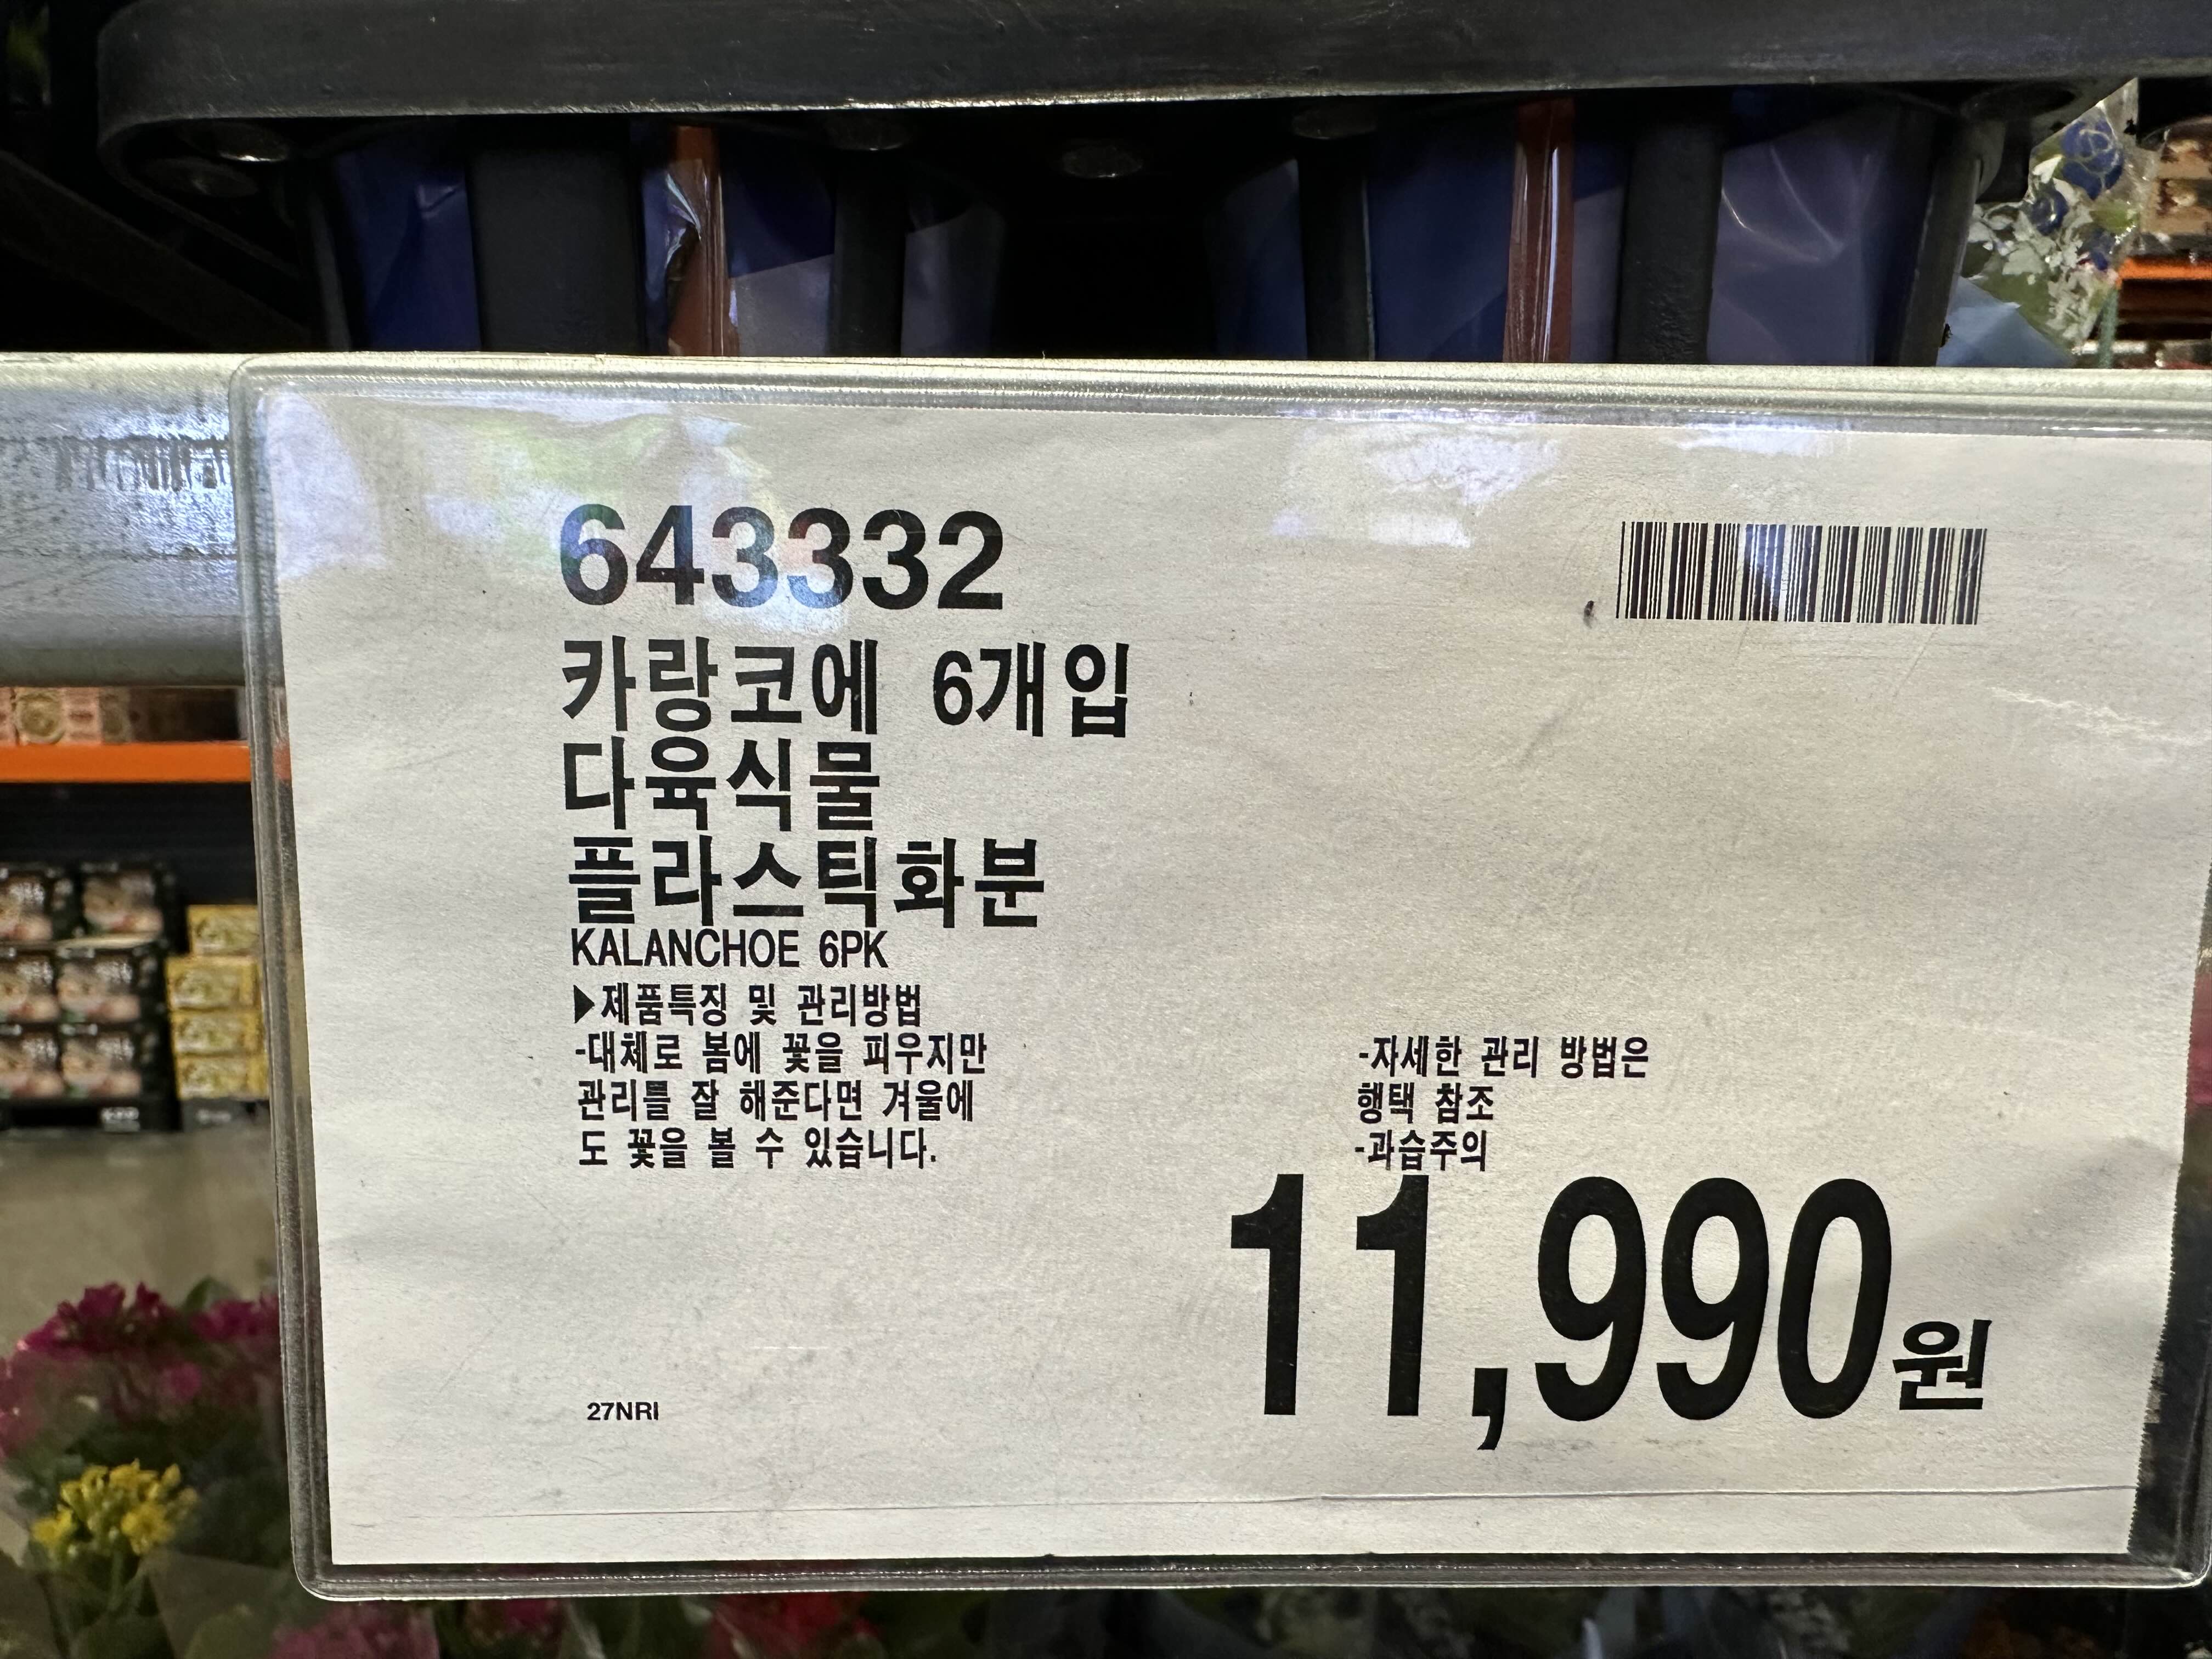 643332
카랑코에 6개입
다육식물
플라스틱화분
KALANCHOE 6PK
▶제품특징 및 관리방법
-대체로 봄에 꽃을 피우지만
관리를 잘 해준다면 겨울에
도 꽃을 볼 수 있습니다.
-자세한 관리 방법은
행택 참조
-과습주의
11,990원
27NRI